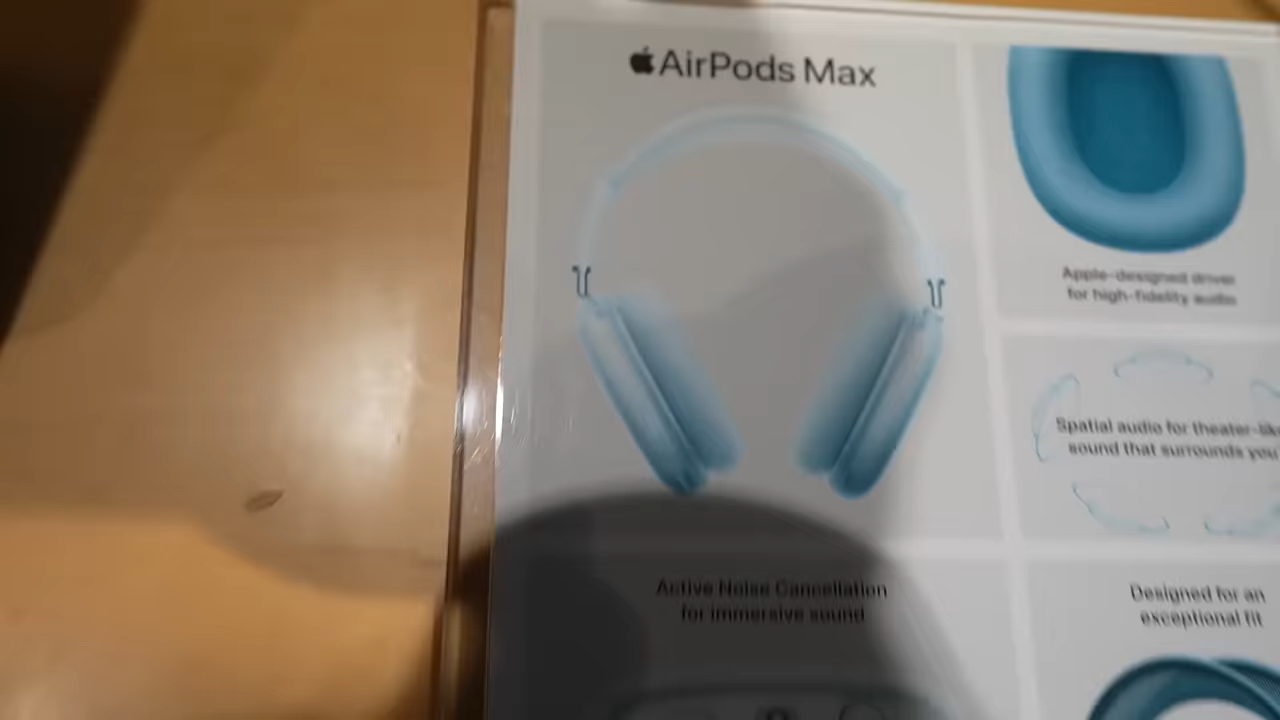 AirPods Max
Apple-designed driver
for high-fidelity audio
Spatial audio for theater-like
sound that surrounds you
Active Noise Cancellation
for immersive sound
Designed for an
exceptional fit